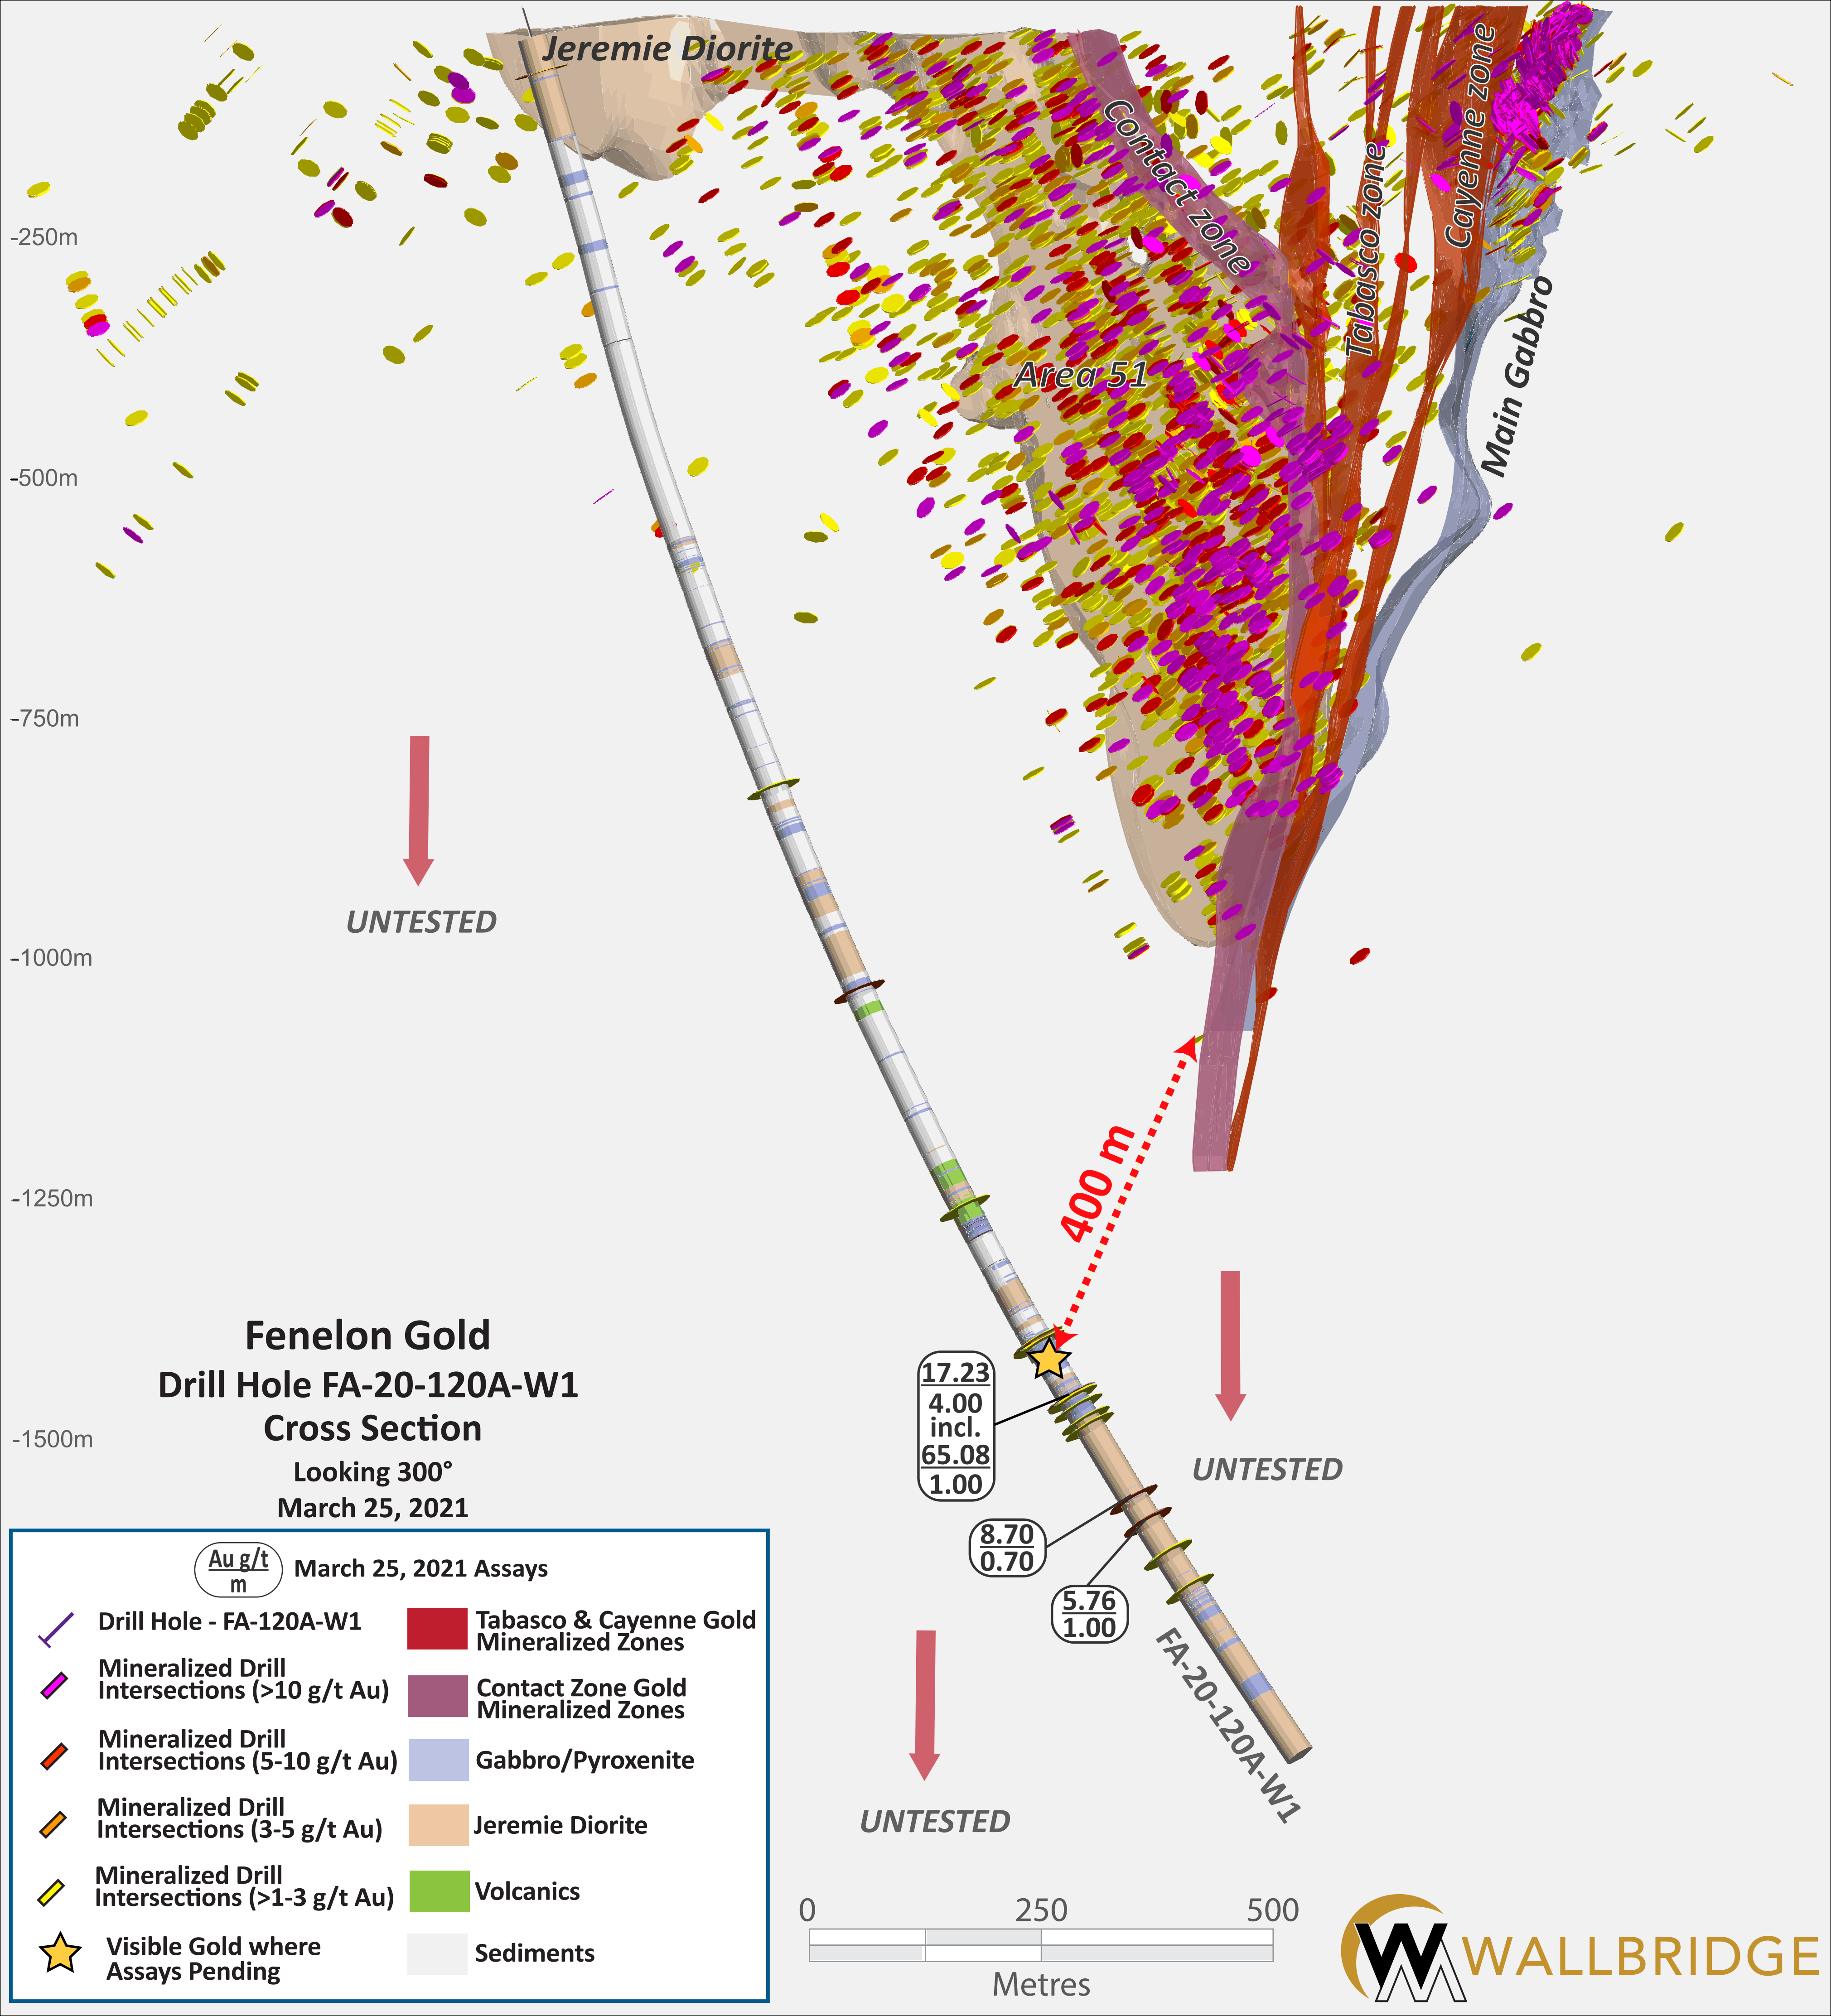 Jeremie Diorite
Contact zone
Tabasco zone
Cayenne zone
Main Gabbro
Area 51
-250m
-500m
-750m
-1000m
-1250m
-1500m
UNTESTED
400 m
UNTESTED
UNTESTED
17.23
4.00
incl.
65.08
1.00
8.70
0.70
5.76
1.00
FA-20-120A-W1
Fenelon Gold
Drill Hole FA-20-120A-W1
Cross Section
Looking 300°
March 25, 2021
Au g/t
m
March 25, 2021 Assays
Drill Hole - FA-120A-W1
Mineralized Drill
Intersections (>10 g/t Au)
Mineralized Drill
Intersections (5-10 g/t Au)
Mineralized Drill
Intersections (3-5 g/t Au)
Mineralized Drill
Intersections (>1-3 g/t Au)
Visible Gold where
Assays Pending
Tabasco & Cayenne Gold
Mineralized Zones
Contact Zone Gold
Mineralized Zones
Gabbro/Pyroxenite
Jeremie Diorite
Volcanics
Sediments
0 250 500
Metres
WALLBRIDGE